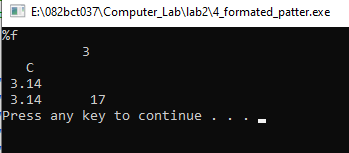 E:\082bct037\Computer_Lab\lab2\4_formated_patter.exe
%f
3
C
3.14
3.14 17
Press any key to continue . . .